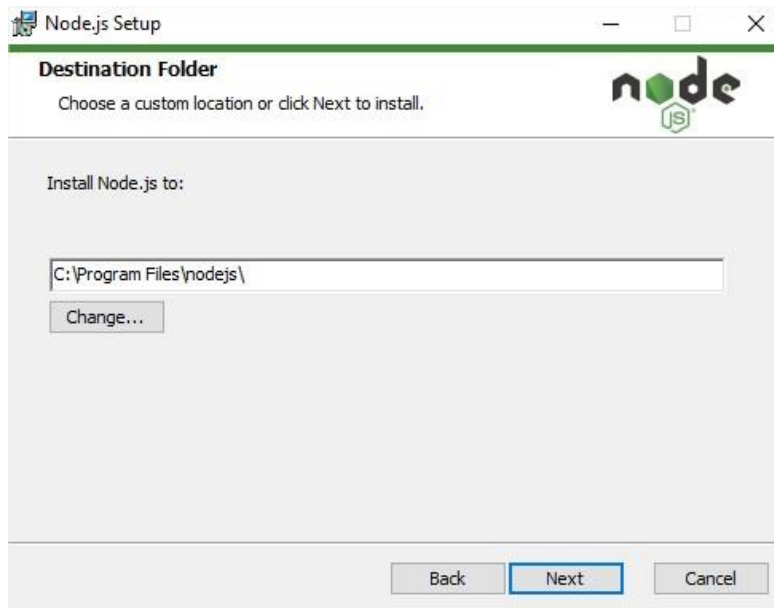 Node.js Setup
Destination Folder
Choose a custom location or click Next to install.
node
JS
Install Node.js to:
C:\Program Files\nodejs\
Change...
Back Next Cancel